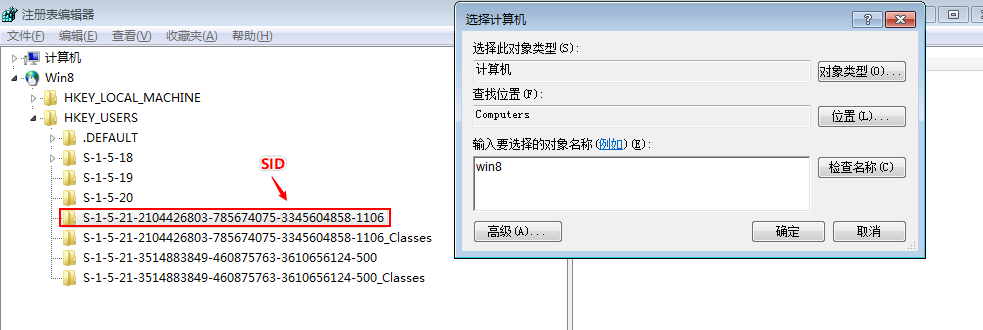 注册表编辑器
文件(F) 编辑(E) 查看(V) 收藏夹(A) 帮助(H)
计算机
Win8
HKEY_LOCAL_MACHINE
HKEY_USERS
.DEFAULT
S-1-5-18
S-1-5-19
S-1-5-20
SID
S-1-5-21-2104426803-785674075-3345604858-1106
S-1-5-21-2104426803-785674075-3345604858-1106_Classes
S-1-5-21-3514883849-460875763-3610656124-500
S-1-5-21-3514883849-460875763-3610656124-500_Classes
选择计算机
选择此对象类型(S):
计算机
对象类型(O)...
查找位置(F):
Computers
位置(L)...
输入要选择的对象名称(例如)(E):
win8
检查名称(C)
高级(A)...
确定
取消